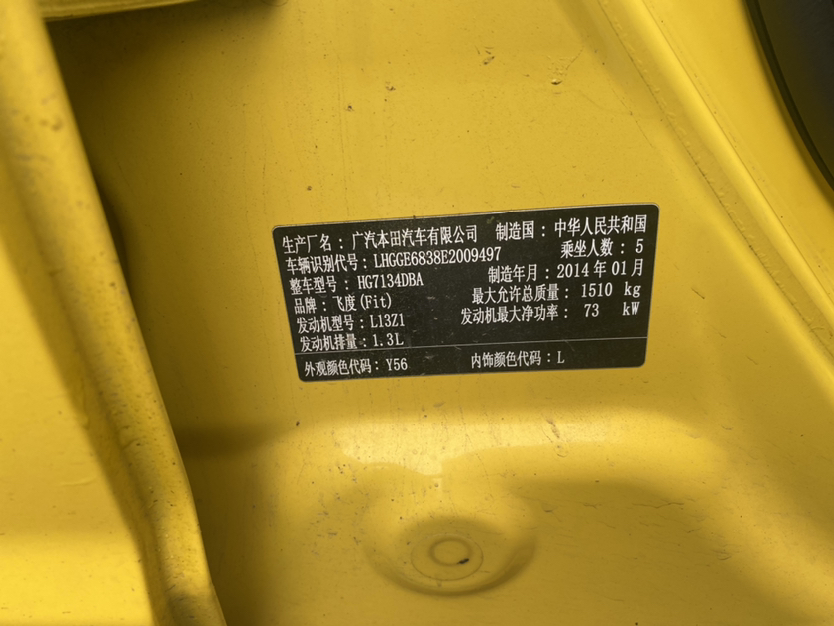 生产厂名：广汽本田汽车有限公司 制造国：中华人民共和国
车辆识别代号：LHGGE6838E2009497 乘坐人数：5
整车型号：HG7134DBA 制造年月：2014年01月
品牌：飞度(Fit) 最大允许总质量：1510 kg
发动机型号：L13Z1 发动机最大净功率：73 kW
发动机排量：1.3L
外观颜色代码：Y56 内饰颜色代码：L